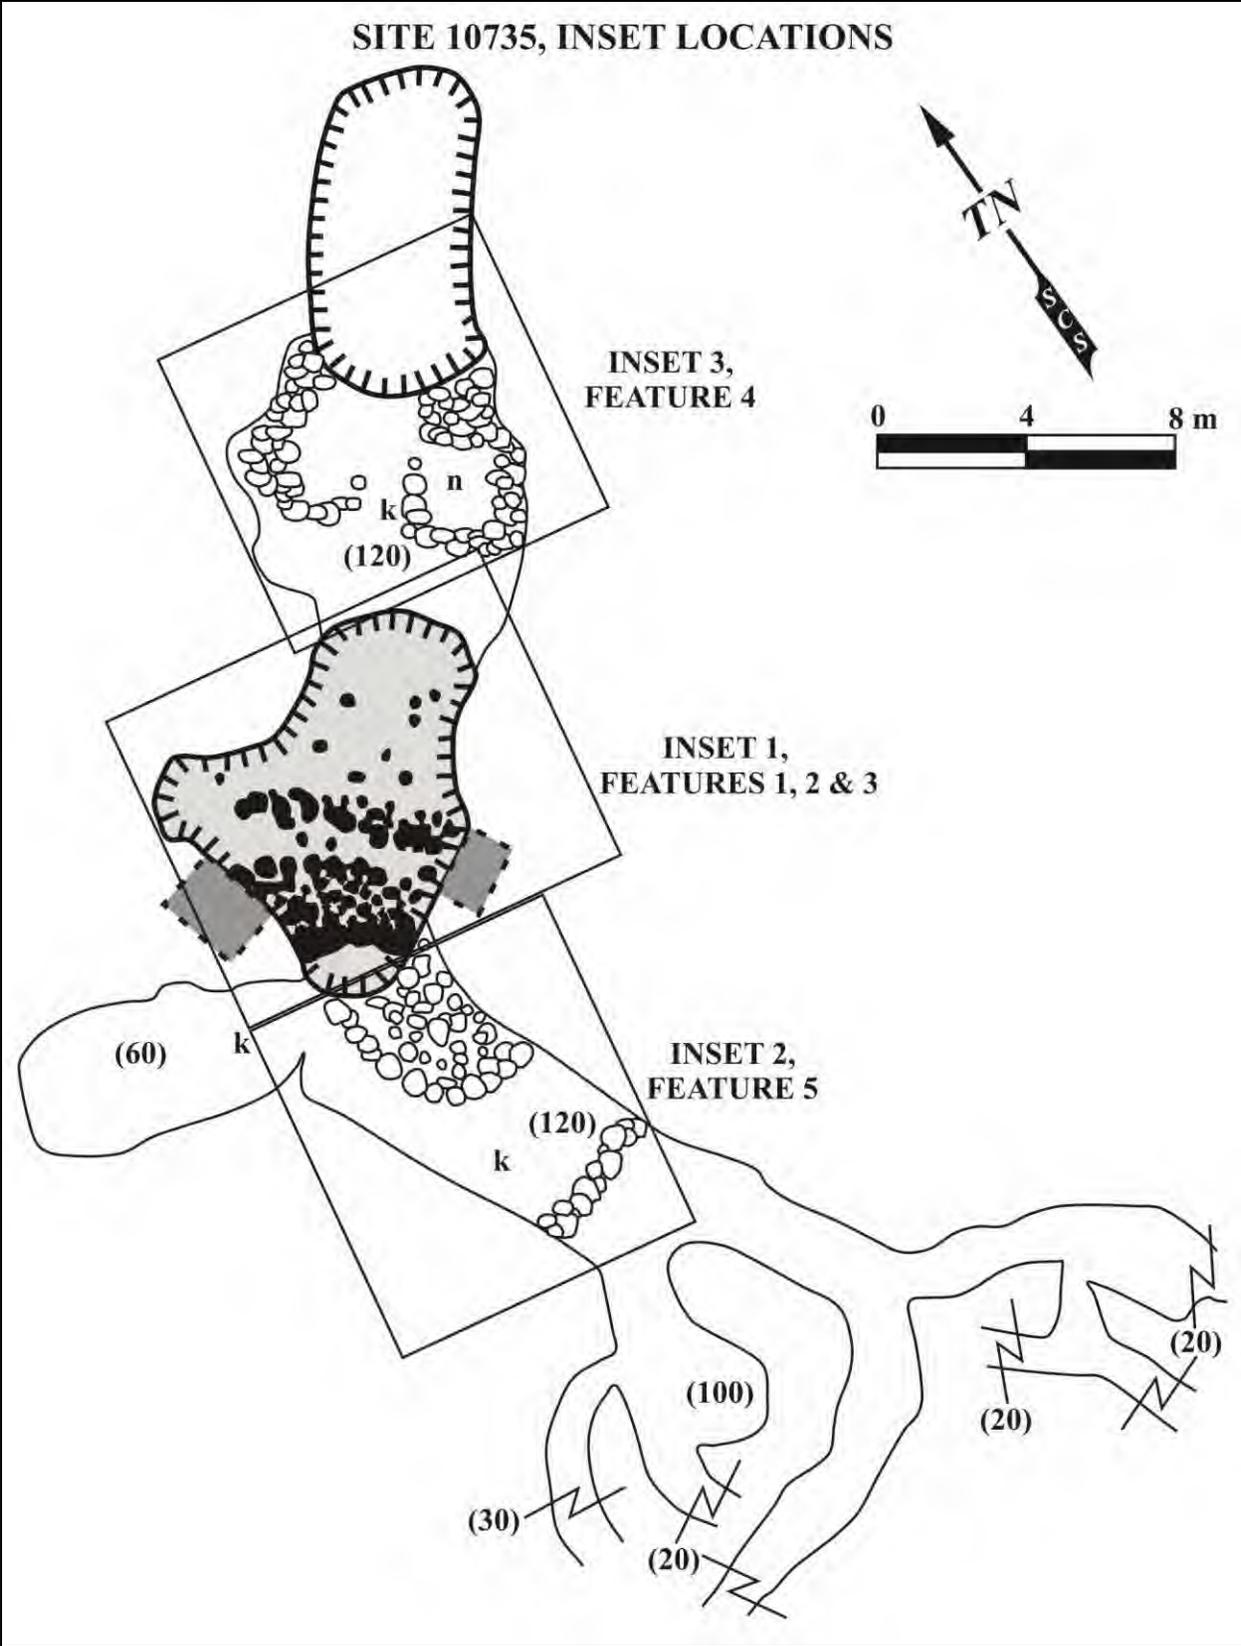 SITE 10735, INSET LOCATIONS
TN
SCS
INSET 3,
FEATURE 4
0 4 8 m
n
k
(120)
INSET 1,
FEATURES 1, 2 & 3
(60)
k
INSET 2,
FEATURE 5
(120)
k
(100)
(20)
(20)
(30)
(20)